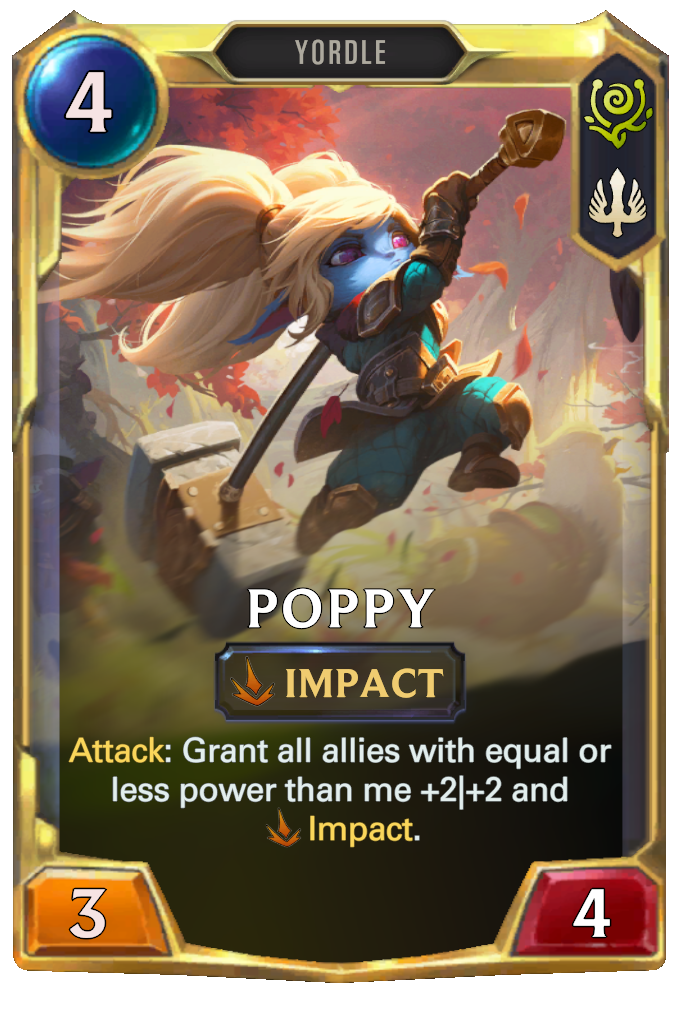 YORDLE
4
POPPY
IMPACT
Attack: Grant all allies with equal or
less power than me +2|+2 and
Impact.
3
4